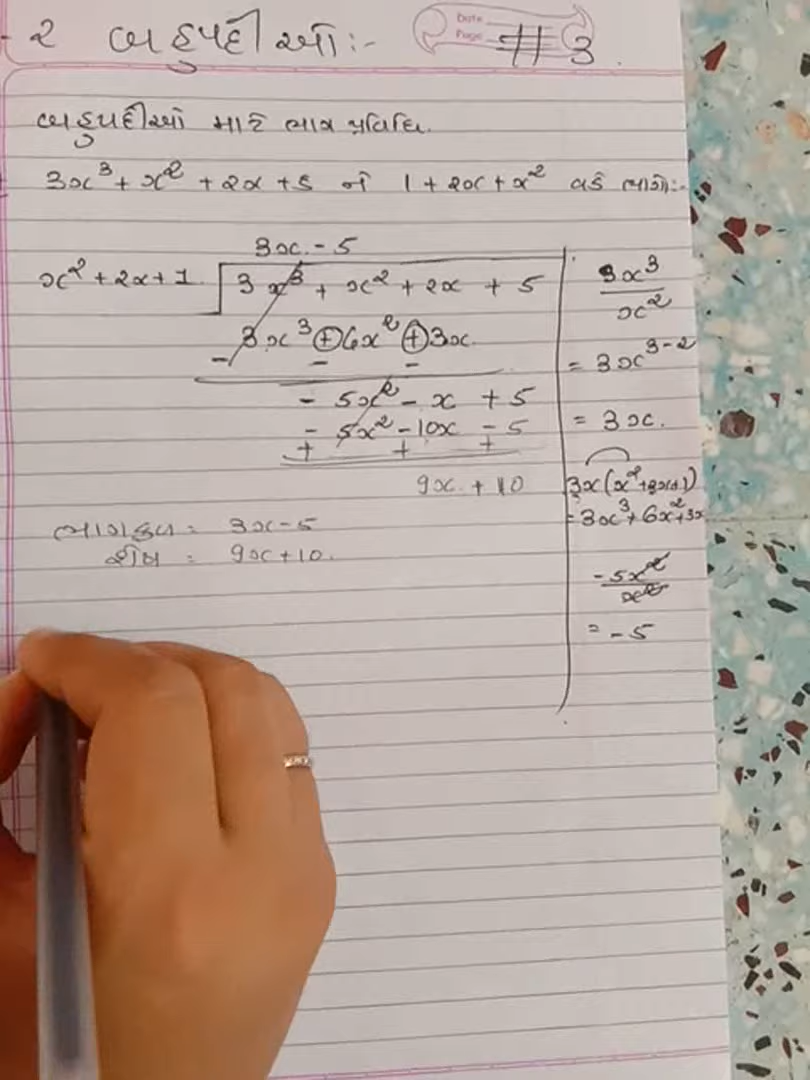 -૨ બહુપદીઓ :-
Date
Page #3
બહુપદીઓ માટે ભાગ પ્રવિધિ.
3x³ + x² + 2x + 5 ને 1 + 2x + x² વડે ભાગો:-
3x - 5
x² + 2x + 1 3x³ + x² + 2x + 5
3x³ + 6x² + 3x
- - -
- 5x² - x + 5
- 5x² - 10x - 5
+ + +
9x + 10
ભાગફળ = 3x - 5
શેષ = 9x + 10.
3x³
x²
= 3x³⁻²
= 3x.
3x(x²+2x+1)
= 3x³ + 6x² + 3x
-5x²
x²
= -5